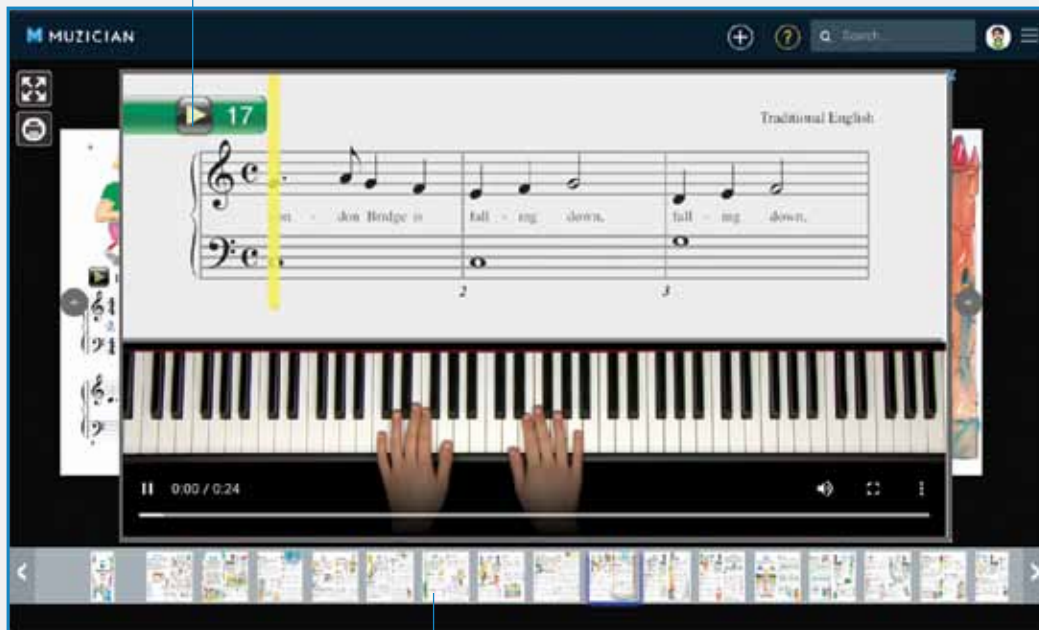 MUZICIAN
Search...
17
Traditional English
don Bridge is fall - ing down, fall - ing down,
2 3
0:00 / 0:24